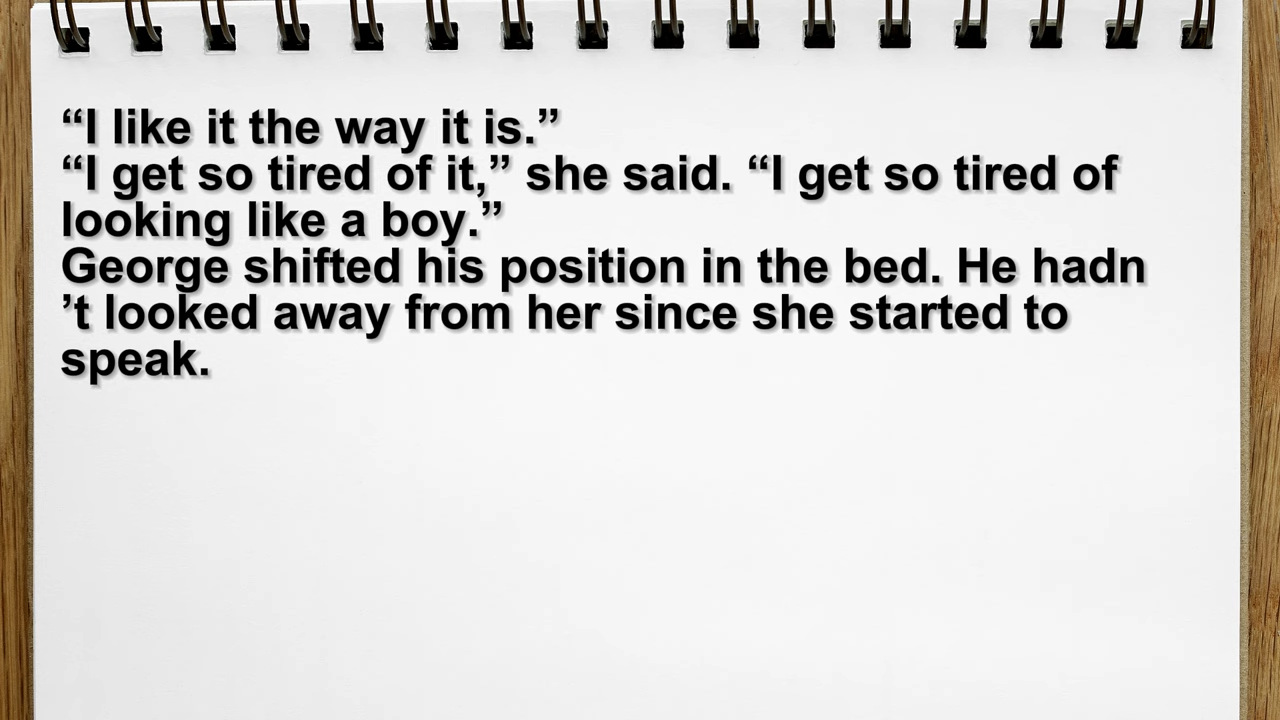 “I like it the way it is.”
“I get so tired of it,” she said. “I get so tired of
looking like a boy.”
George shifted his position in the bed. He hadn
’t looked away from her since she started to
speak.